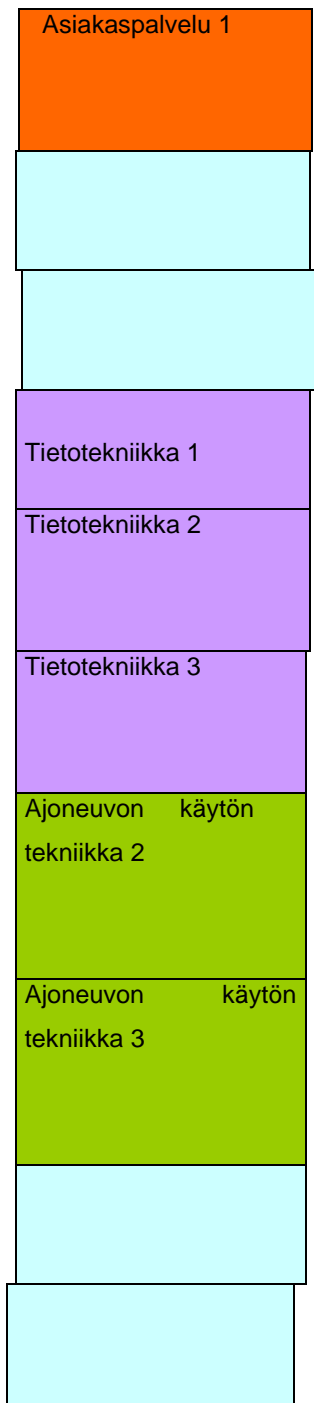 Asiakaspalvelu 1
Tietotekniikka 1
Tietotekniikka 2
Tietotekniikka 3
Ajoneuvon käytön
tekniikka 2
Ajoneuvon käytön
tekniikka 3